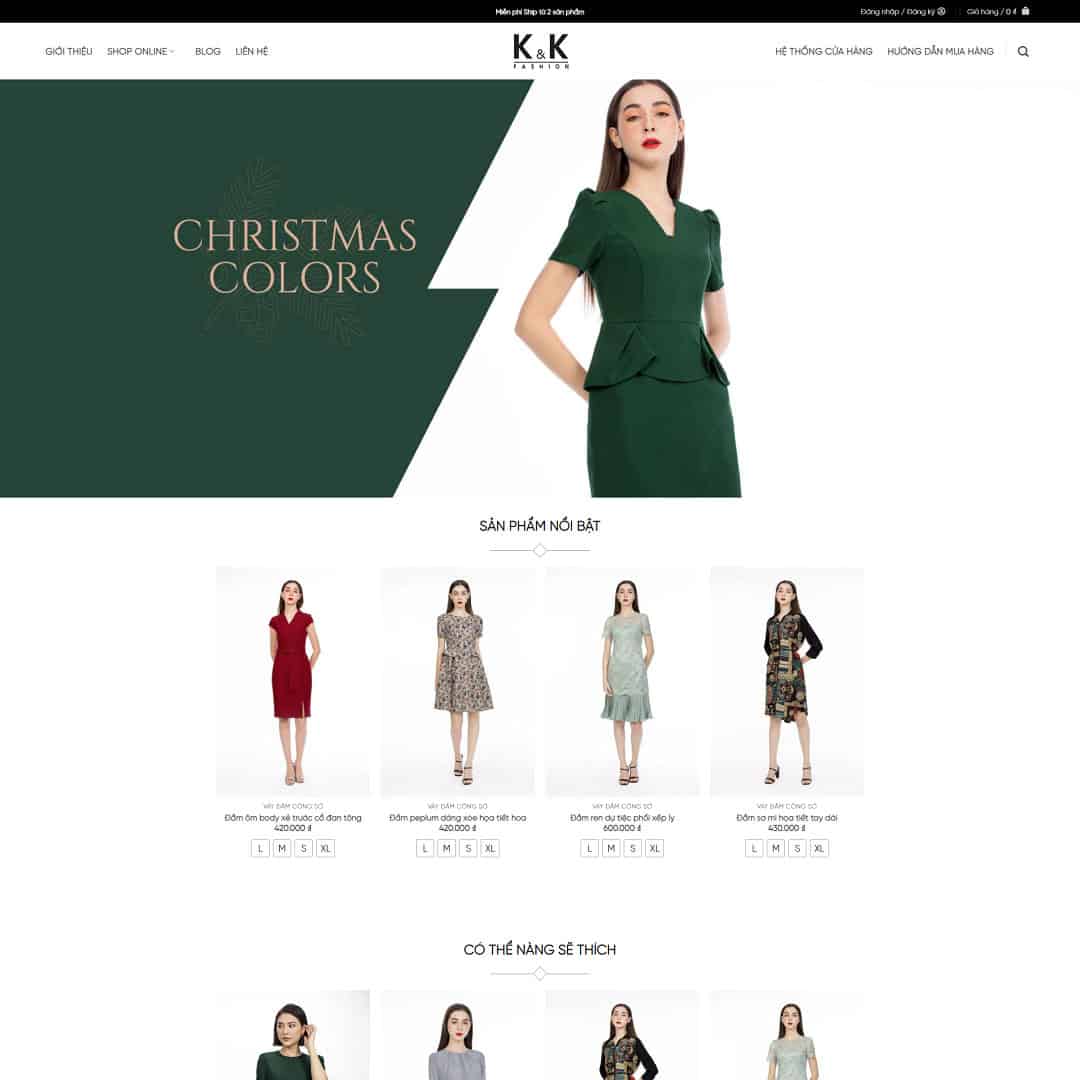 Miễn phí Ship từ 2 sản phẩm
Đăng nhập / Đăng ký
Giỏ hàng / 0 ₫
GIỚI THIỆU
SHOP ONLINE
BLOG
LIÊN HỆ
K & K
FASHION
HỆ THỐNG CỬA HÀNG
HƯỚNG DẪN MUA HÀNG
CHRISTMAS
COLORS
SẢN PHẨM NỔI BẬT
VÁY ĐẦM CÔNG SỞ
Đầm ôm body xẻ trước cổ đan tông
420.000 ₫
L M S XL
VÁY ĐẦM CÔNG SỞ
Đầm peplum dáng xòe họa tiết hoa
420.000 ₫
L M S XL
VÁY ĐẦM CÔNG SỞ
Đầm ren dự tiệc phối xếp ly
600.000 ₫
L M S XL
VÁY ĐẦM CÔNG SỞ
Đầm sơ mi họa tiết tay dài
430.000 ₫
L M S XL
CÓ THỂ NÀNG SẼ THÍCH